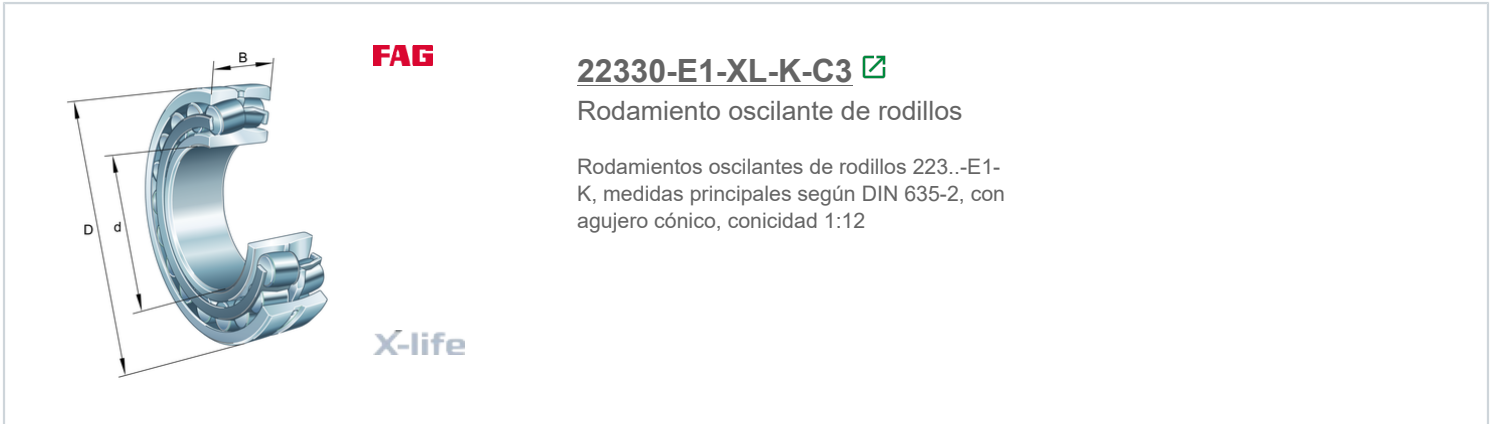 B
D
d
FAG
X-life
22330-E1-XL-K-C3
Rodamiento oscilante de rodillos
Rodamientos oscilantes de rodillos 223..-E1-
K, medidas principales según DIN 635-2, con
agujero cónico, conicidad 1:12